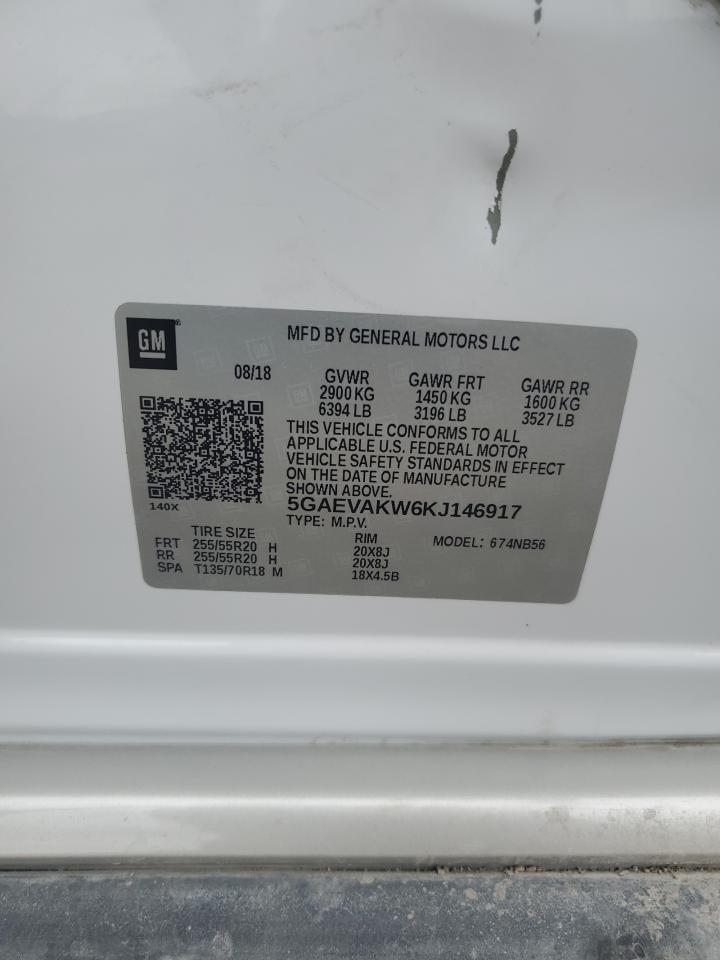 GM
MFD BY GENERAL MOTORS LLC
08/18 GVWR GAWR FRT GAWR RR
2900 KG 1450 KG 1600 KG
6394 LB 3196 LB 3527 LB
THIS VEHICLE CONFORMS TO ALL
APPLICABLE U.S. FEDERAL MOTOR
VEHICLE SAFETY STANDARDS IN EFFECT
ON THE DATE OF MANUFACTURE
140X 5GAEVAKW6KJ146917
TYPE: M.P.V.
TIRE SIZE RIM MODEL: 674NB56
FRT 255/55R20 H 20X8J
RR 255/55R20 H 20X8J
SPA T135/70R18 M 18X4.5B